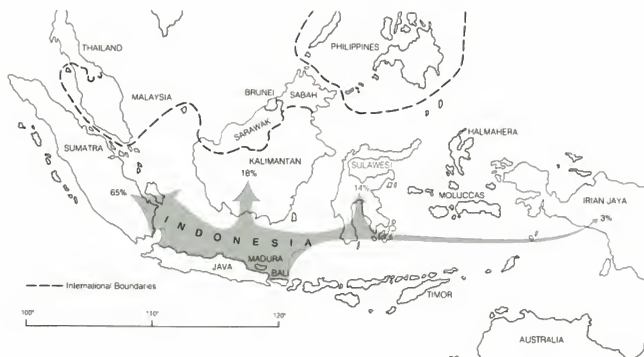 THAILAND
PHILIPPINES
MALAYSIA
BRUNEI
SABAH
SARAWAK
SUMATRA
KALIMANTAN
18%
SULAWESI
HALMAHERA
65%
14%
MOLUCCAS
IRIAN JAYA
3%
INDONESIA
MADURA
JAVA
BALI
International Boundaries
TIMOR
100°
110°
120°
AUSTRALIA